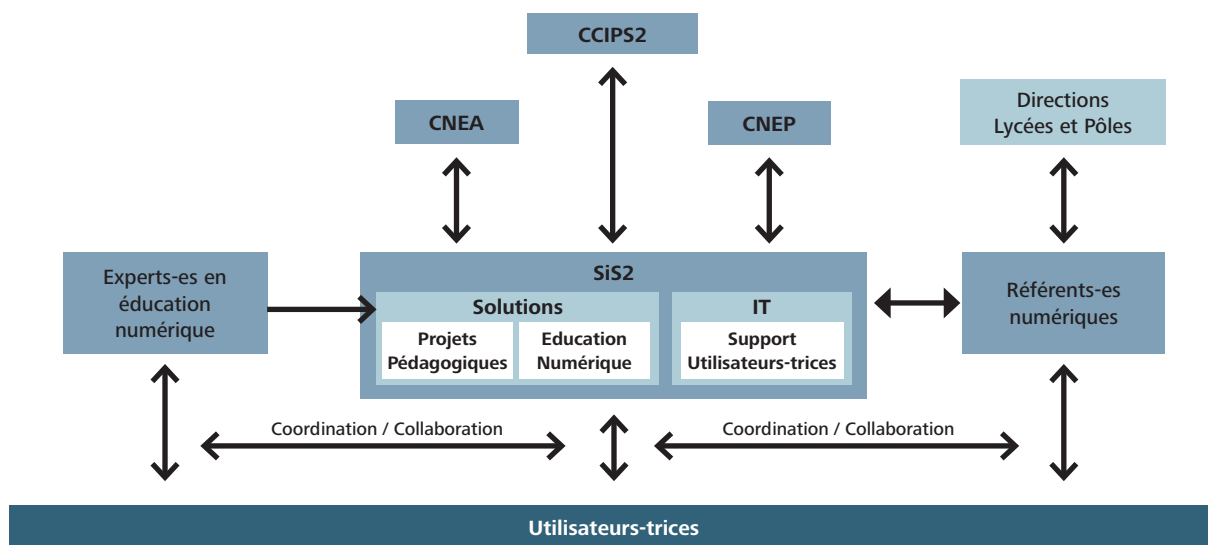 CCIPS2
CNEA
CNEP
Directions
Lycées et Pôles
Experts-es en
éducation
numérique
SiS2
Solutions
Projets
Pédagogiques
Education
Numérique
IT
Support
Utilisateurs-trices
Référents-es
numériques
Coordination / Collaboration
Coordination / Collaboration
Utilisateurs-trices